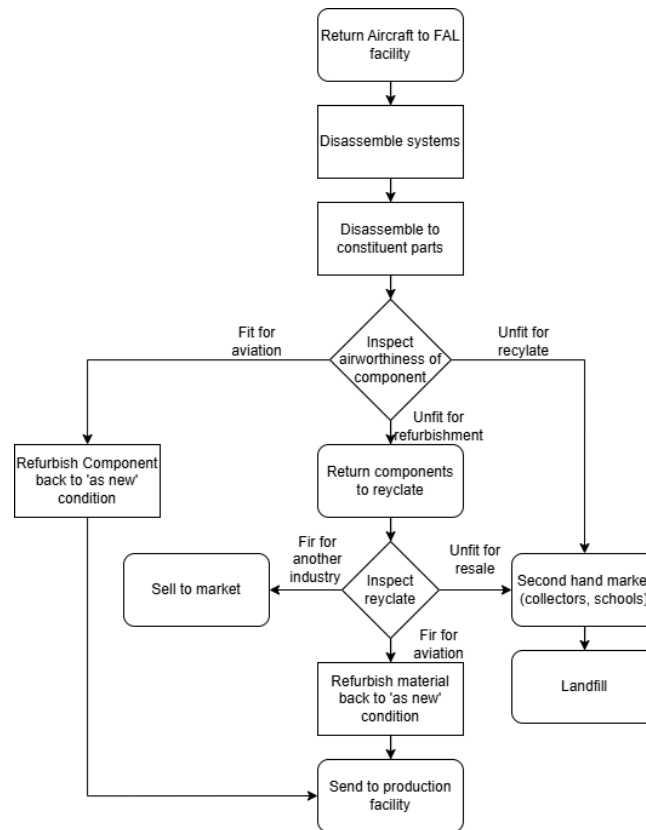 Return Aircraft to FAL
facility
Disassemble systems
Disassemble to
constituent parts
Fit for
aviation
Inspect
airworthiness of
component
Unfit for
recylate
Unfit for
refurbishment
Refurbish Component
back to 'as new'
condition
Return components
to reyclate
Fir for
another
industry
Unfit for
resale
Sell to market
Inspect
reyclate
Second hand market
(collectors, schools)
Fir for
aviation
Refurbish material
back to 'as new'
condition
Landfill
Send to production
facility